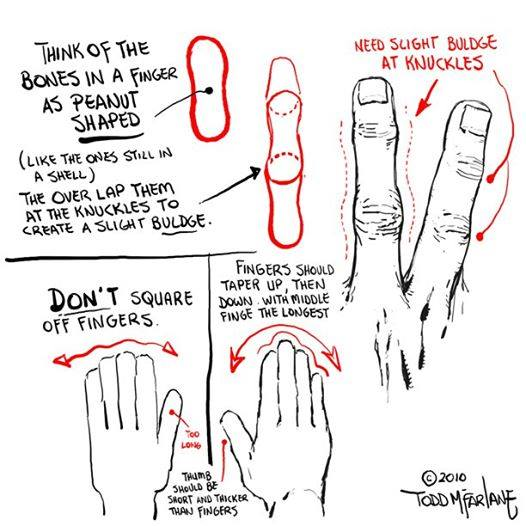 THINK OF THE
BONES IN A FINGER
AS PEANUT
SHAPED
(LIKE THE ONES STILL IN
A SHELL)
THE OVER LAP THEM
AT THE KNUCKLES TO
CREATE A SLIGHT BULDGE.
NEED SLIGHT BULDGE
AT KNUCKLES
DON'T SQUARE
OFF FINGERS.
TOO
LONG
FINGERS SHOULD
TAPER UP, THEN
DOWN. WITH MIDDLE
FINGE THE LONGEST
THUMB
SHOULD BE
SHORT AND THICKER
THAN FINGERS
© 2010
TODD McFARLANE